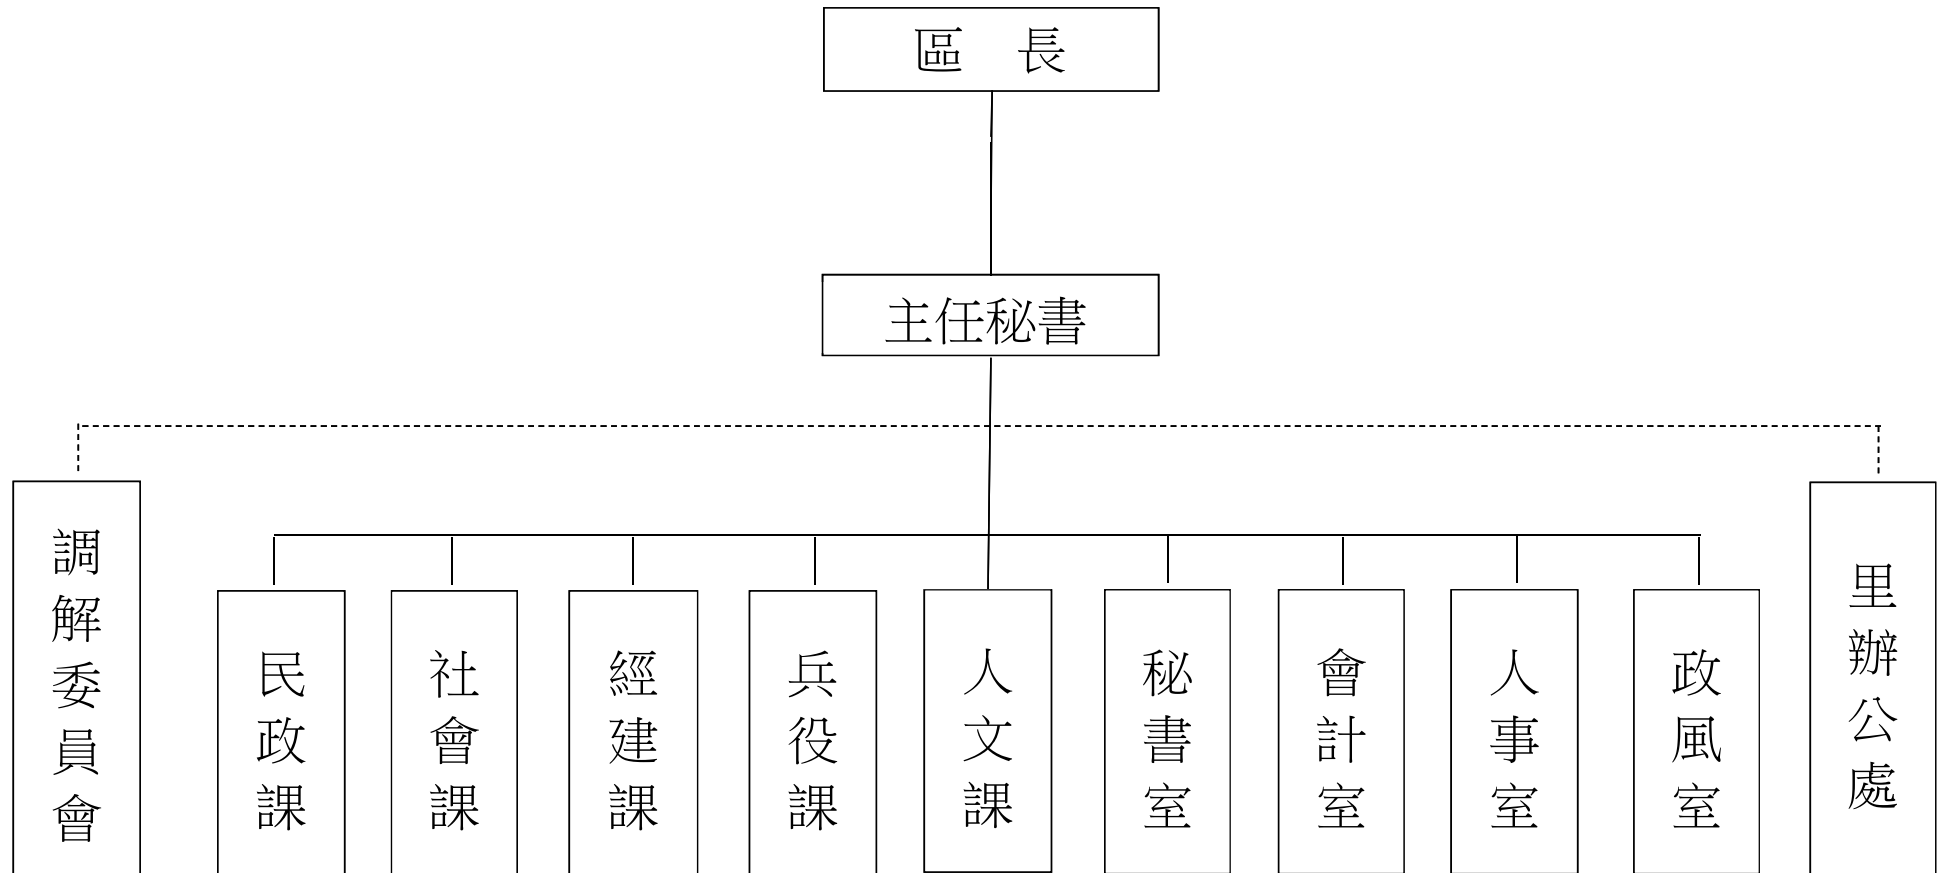 區 長
主任秘書
調解委員會
民政課
社會課
經建課
兵役課
人文課
秘書室
會計室
人事室
政風室
里辦公處